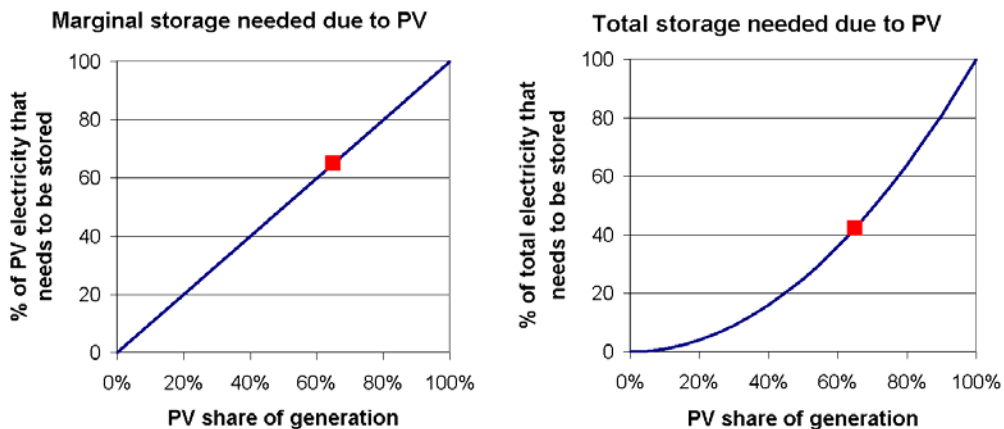 Marginal storage needed due to PV
% of PV electricity that
needs to be stored
100
80
60
40
20
0
0% 20% 40% 60% 80% 100%
PV share of generation
Total storage needed due to PV
% of total electricity that
needs to be stored
100
80
60
40
20
0
0% 20% 40% 60% 80% 100%
PV share of generation